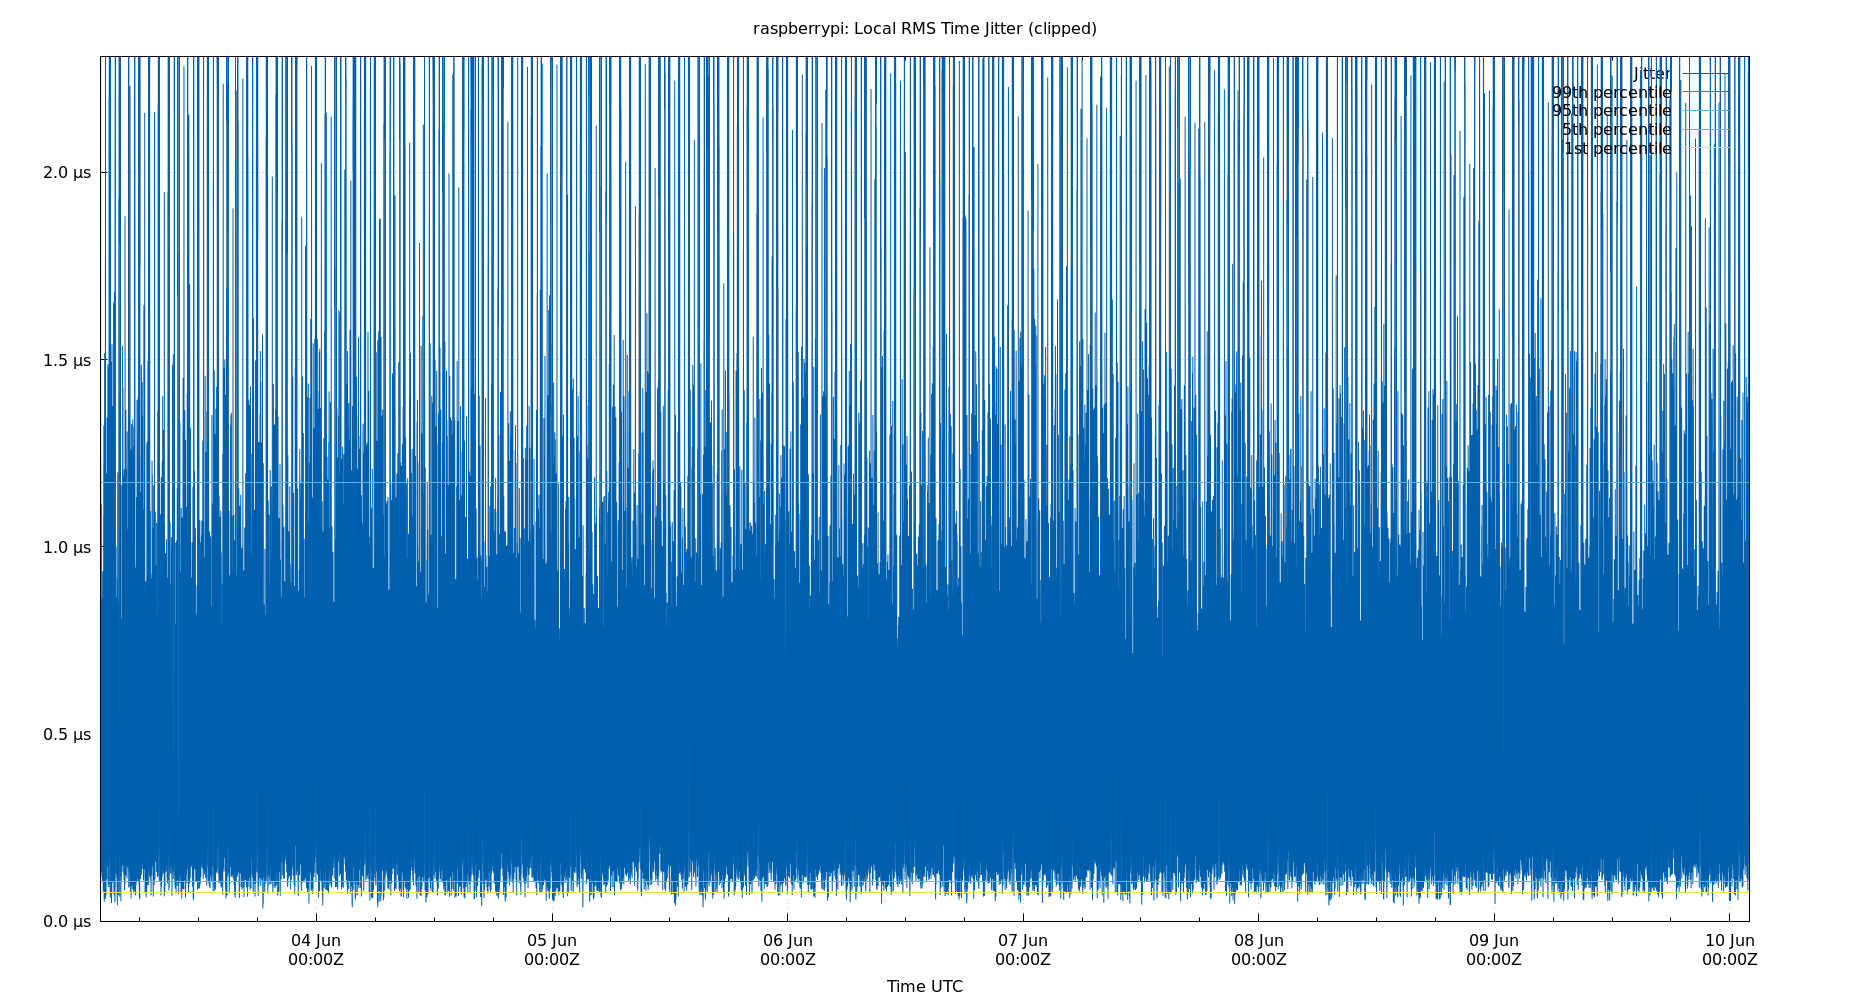 raspberrypi: Local RMS Time Jitter (clipped)
Jitter
99th percentile
95th percentile
5th percentile
1st percentile
2.0 µs
1.5 µs
1.0 µs
0.5 µs
0.0 µs
04 Jun 05 Jun 06 Jun 07 Jun 08 Jun 09 Jun 10 Jun
00:00Z 00:00Z 00:00Z 00:00Z 00:00Z 00:00Z 00:00Z
Time UTC